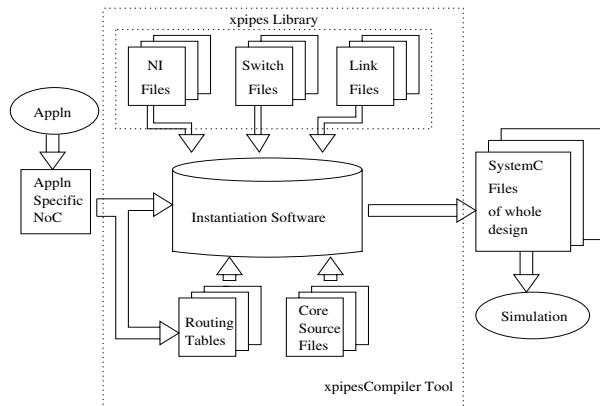 xpipes Library
NI
Files
Switch
Files
Link
Files
Appln
Appln
Specific
NoC
Instantiation Software
SystemC
Files
of whole
design
Routing
Tables
Core
Source
Files
Simulation
xpipesCompiler Tool